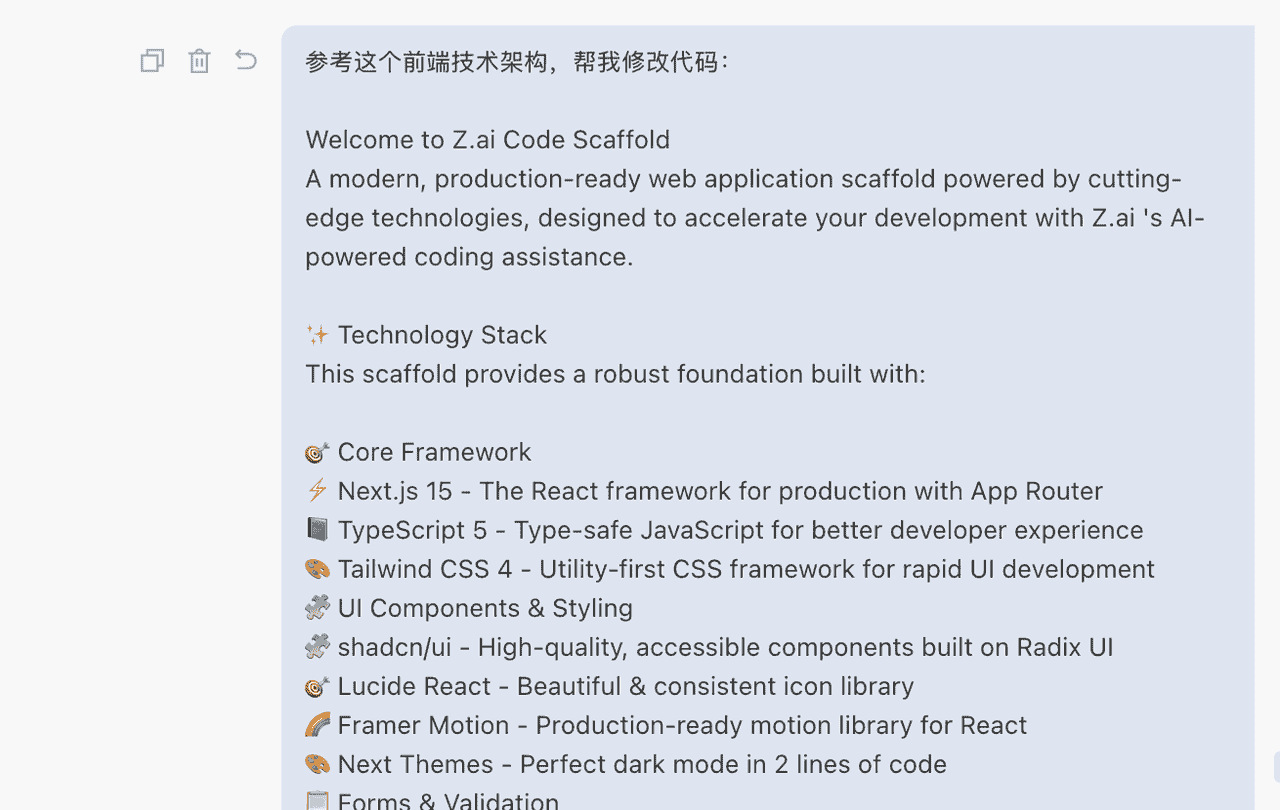 参考这个前端技术架构，帮我修改代码：
Welcome to Z.ai Code Scaffold
A modern, production-ready web application scaffold powered by cutting-
edge technologies, designed to accelerate your development with Z.ai 's AI-
powered coding assistance.
✨ Technology Stack
This scaffold provides a robust foundation built with:
🎯 Core Framework
⚡ Next.js 15 - The React framework for production with App Router
📓 TypeScript 5 - Type-safe JavaScript for better developer experience
🎨 Tailwind CSS 4 - Utility-first CSS framework for rapid UI development
🧩 UI Components & Styling
🧩 shadcn/ui - High-quality, accessible components built on Radix UI
🎯 Lucide React - Beautiful & consistent icon library
🌈 Framer Motion - Production-ready motion library for React
🎨 Next Themes - Perfect dark mode in 2 lines of code
📋 Forms & Validation